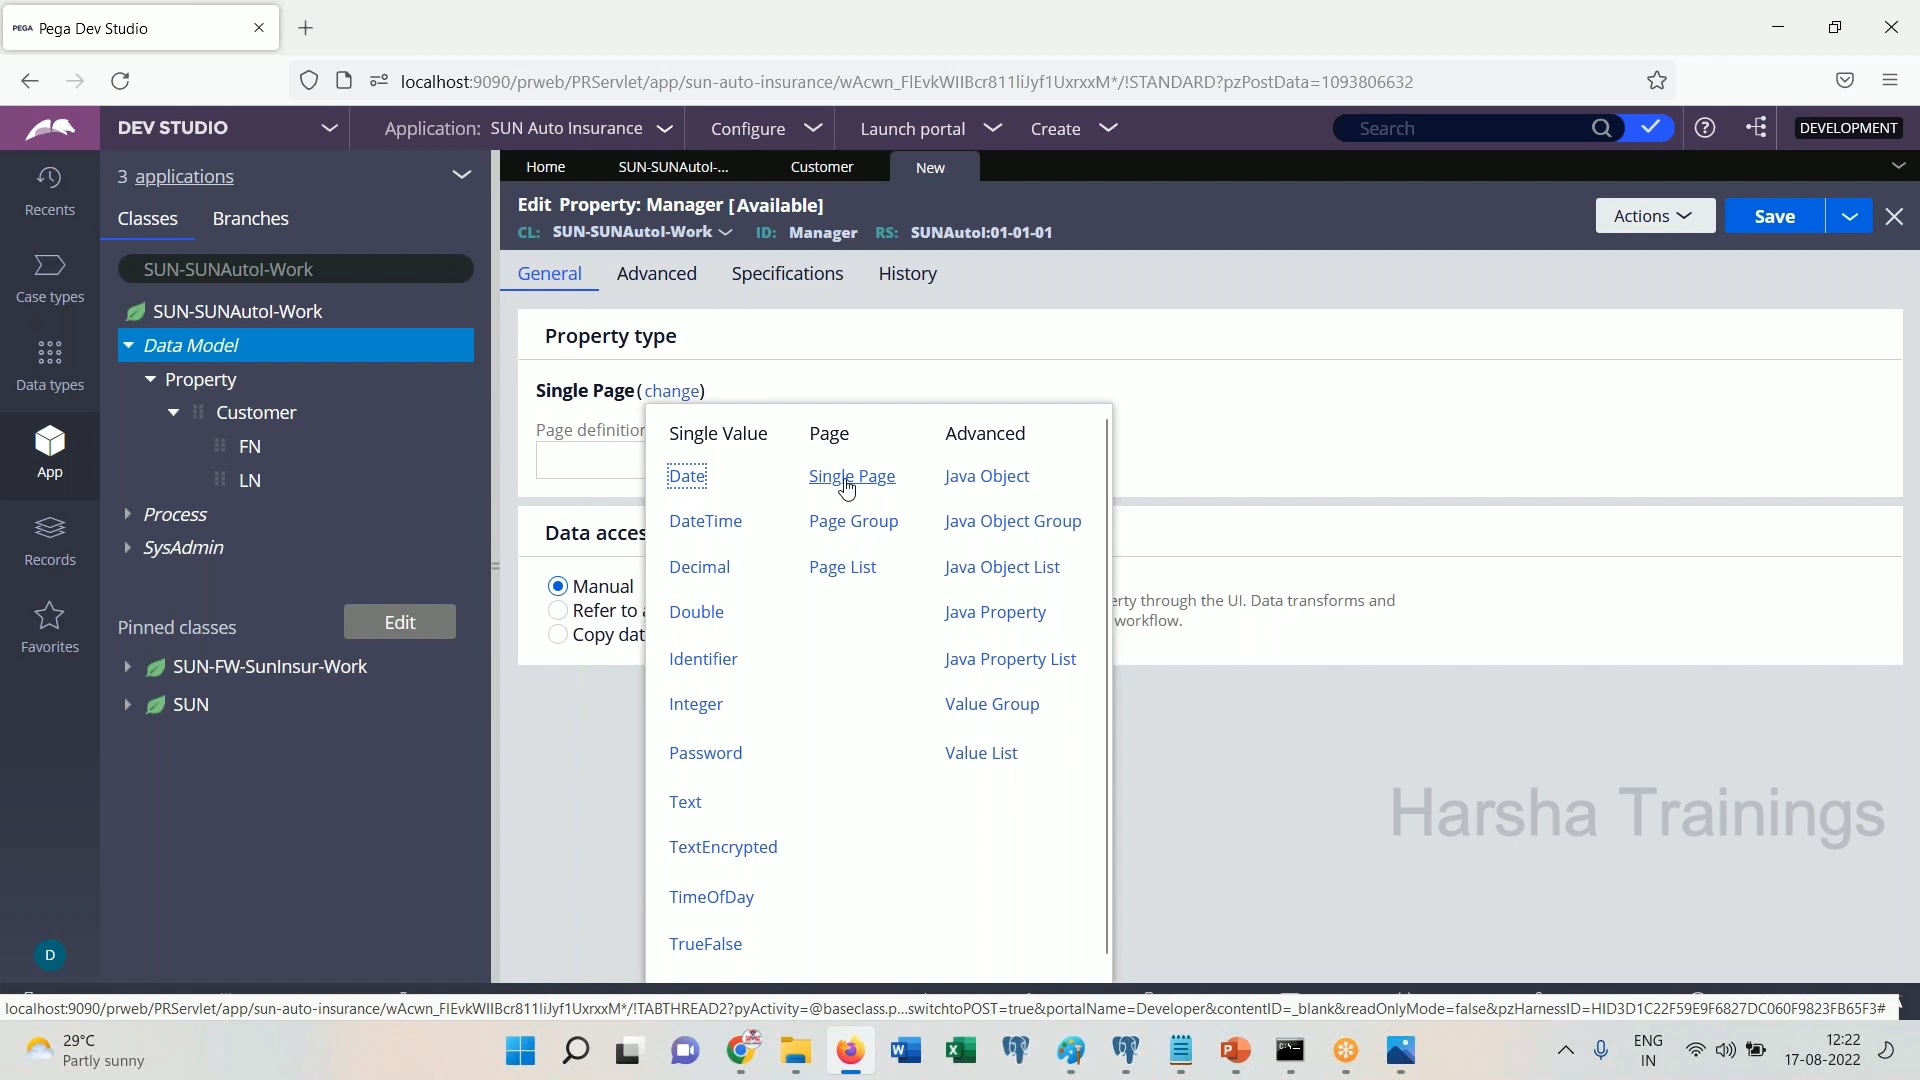 PEGA Pega Dev Studio
localhost:9090/prweb/PRServlet/app/sun-auto-insurance/wAcwn_FlEvkWIIBcr811liJyf1UxrxxM*/!STANDARD?pzPostData=1093806632
DEV STUDIO
Application: SUN Auto Insurance
Configure
Launch portal
Create
Search
DEVELOPMENT
Recents
Case types
Data types
App
Records
Favorites
D
3 applications
Classes Branches
SUN-SUNAutoI-Work
SUN-SUNAutoI-Work
Data Model
Property
Customer
FN
LN
Process
SysAdmin
Pinned classes Edit
SUN-FW-SunInsur-Work
SUN
Home SUN-SUNAutoI-... Customer New
Edit Property: Manager [Available]
CL: SUN-SUNAutoI-Work ID: Manager RS: SUNAutoI:01-01-01
Actions Save
General Advanced Specifications History
Property type
Single Page (change)
Page definition
Data acces
Manual
Refer to a
Copy dat
erty through the UI. Data transforms and
workflow.
Single Value Page Advanced
Date Single Page Java Object
DateTime Page Group Java Object Group
Decimal Page List Java Object List
Double Java Property
Identifier Java Property List
Integer Value Group
Password Value List
Text
TextEncrypted
TimeOfDay
TrueFalse
Harsha Trainings
localhost:9090/prweb/PRServlet/app/sun-auto-insurance/wAcwn_FlEvkWIIBcr811liJyf1UxrxxM*/!TABTHREAD2?pyActivity=@baseclass.p...switchtoPOST=true&portalName=Developer&contentID=_blank&readOnlyMode=false&pzHarnessID=HID3D1C22F59E9F6827DC060F9823FB65F3#
29°C
Partly sunny
ENG
IN
12:22
17-08-2022